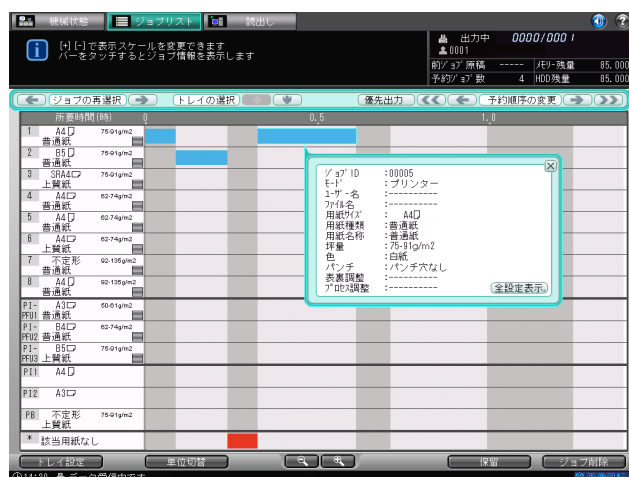 機械状態 ジョブリスト 読出し
[+] [-] で表示スケールを変更できます
バーをタッチするとジョブ情報を表示します
出力中 0000/0001
0001
前ジョブ原稿 ----- メモリ-残量 85.000
予約ジョブ数 4 HDD残量 85.000
ジョブの再選択 トレイの選択 優先出力 予約順序の変更
所要時間(時) 0 0.5 1.0
1 A4 75-91g/m2
普通紙
2 B5 75-91g/m2
普通紙
3 SRA4 75-91g/m2
上質紙
4 A4 62-74g/m2
普通紙
5 A4 62-74g/m2
普通紙
6 A4 62-74g/m2
上質紙
7 不定形 92-135g/m2
普通紙
8 A4 92-135g/m2
普通紙
PI-PFU1 A3 50-61g/m2
普通紙
PI-PFU2 B4 62-74g/m2
普通紙
PI-PFU3 B5 75-91g/m2
上質紙
PI1 A4
PI2 A3
PB 不定形 75-91g/m2
上質紙
* 該当用紙なし
ジョブID :00005
モード :プリンター
ユーザー名 :----------
ファイル名 :----------
用紙サイズ : A4
用紙種類 :普通紙
用紙名称 :普通紙
坪量 :75-91g/m2
色 :白紙
パンチ :パンチ穴なし
表裏調整 :----------
プロセス調整 :----------
全設定表示
トレイ設定 単位切替 保留 ジョブ削除